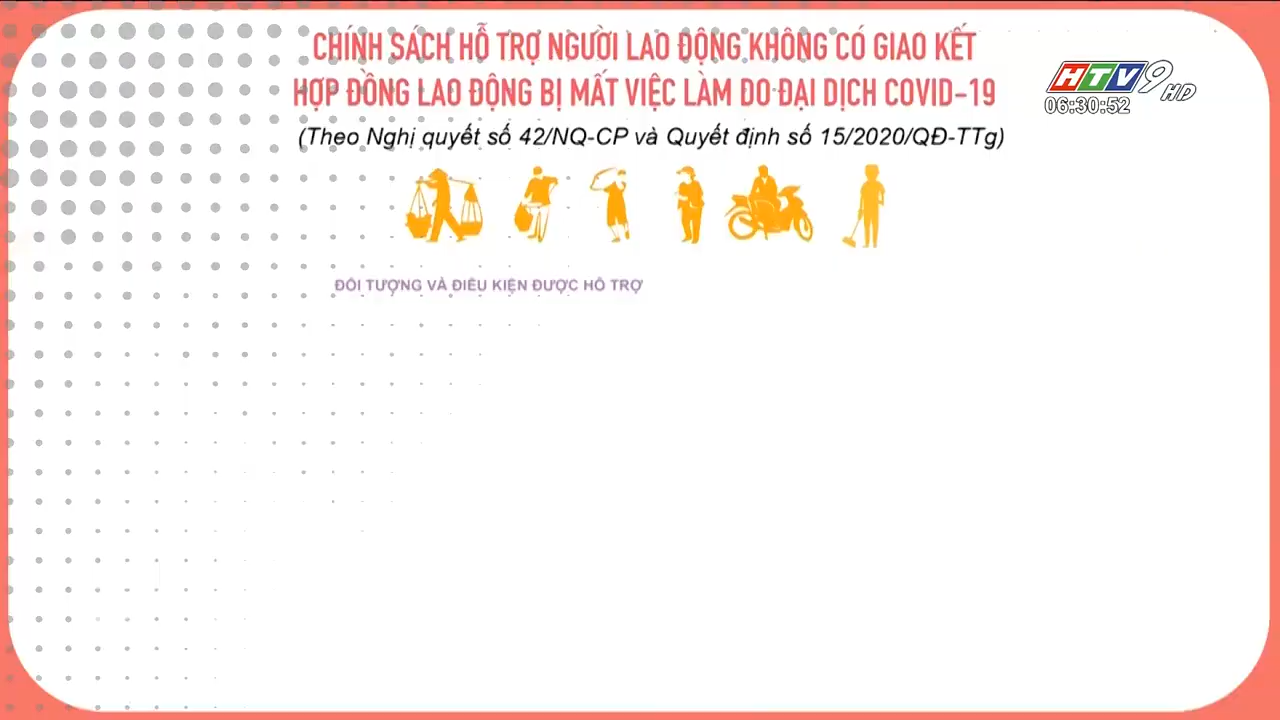 CHÍNH SÁCH HỖ TRỢ NGƯỜI LAO ĐỘNG KHÔNG CÓ GIAO KẾT
HỢP ĐỒNG LAO ĐỘNG BỊ MẤT VIỆC LÀM DO ĐẠI DỊCH COVID-19
HTV9 HD
06:30:52
(Theo Nghị quyết số 42/NQ-CP và Quyết định số 15/2020/QĐ-TTg)
ĐỐI TƯỢNG VÀ ĐIỀU KIỆN ĐƯỢC HỖ TRỢ